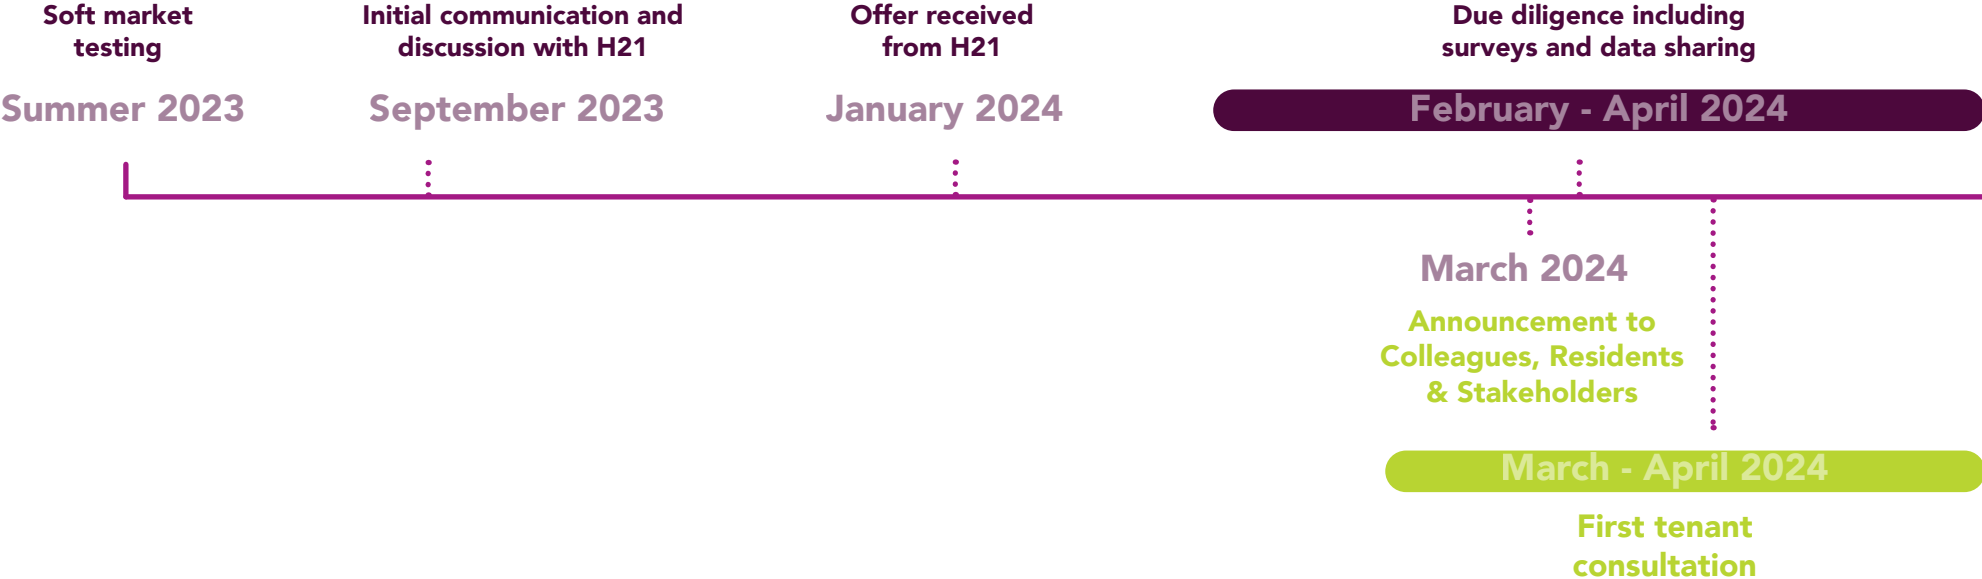 Soft market
testing
Summer 2023
Initial communication and
discussion with H21
September 2023
Offer received
from H21
January 2024
Due diligence including
surveys and data sharing
February - April 2024
March 2024
Announcement to
Colleagues, Residents
& Stakeholders
March - April 2024
First tenant
consultation